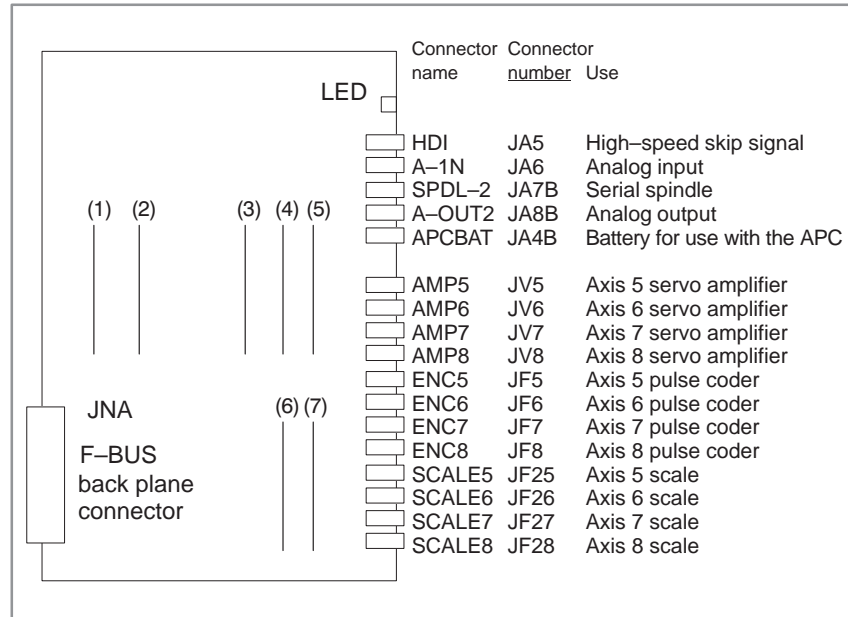 Connector Connector
name number Use
LED
HDI JA5 High–speed skip signal
A–1N JA6 Analog input
SPDL–2 JA7B Serial spindle
A–OUT2 JA8B Analog output
APCBAT JA4B Battery for use with the APC
(1) (2) (3) (4) (5)
AMP5 JV5 Axis 5 servo amplifier
AMP6 JV6 Axis 6 servo amplifier
AMP7 JV7 Axis 7 servo amplifier
AMP8 JV8 Axis 8 servo amplifier
ENC5 JF5 Axis 5 pulse coder
ENC6 JF6 Axis 6 pulse coder
ENC7 JF7 Axis 7 pulse coder
ENC8 JF8 Axis 8 pulse coder
SCALE5 JF25 Axis 5 scale
SCALE6 JF26 Axis 6 scale
SCALE7 JF27 Axis 7 scale
SCALE8 JF28 Axis 8 scale
(6) (7)
JNA
F–BUS
back plane
connector